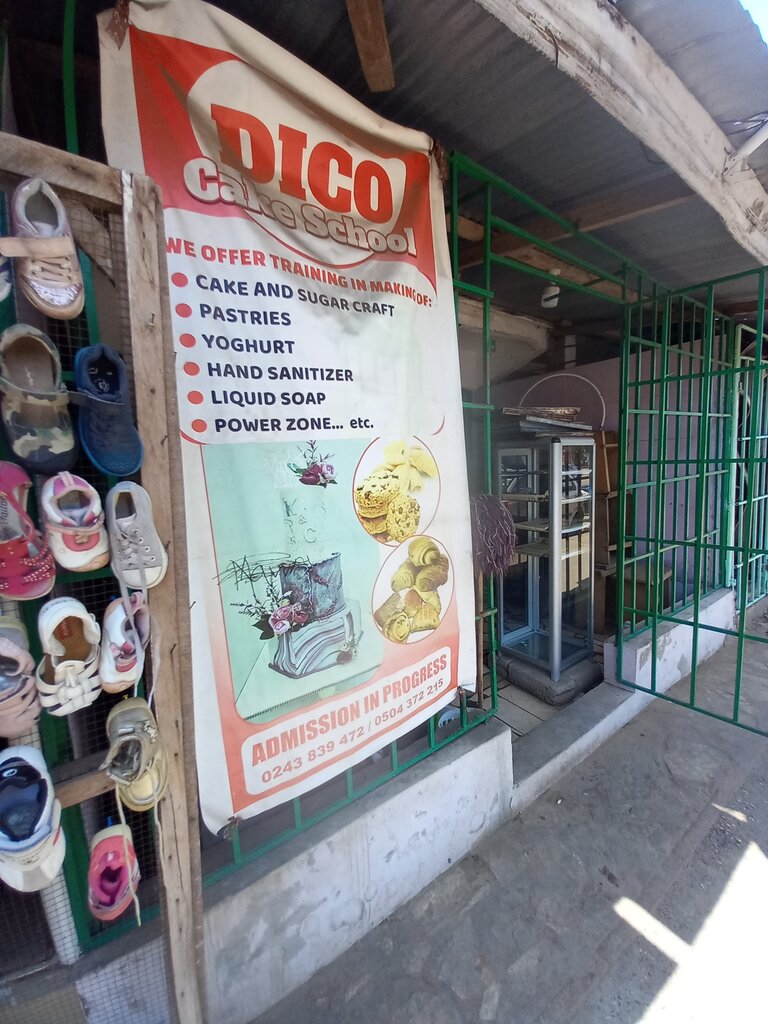 DICO
Cake School
WE OFFER TRAINING IN MAKING OF:
CAKE AND SUGAR CRAFT
PASTRIES
YOGHURT
HAND SANITIZER
LIQUID SOAP
POWER ZONE... etc.
ADMISSION IN PROGRESS
0243 839 472 / 0504 372 215